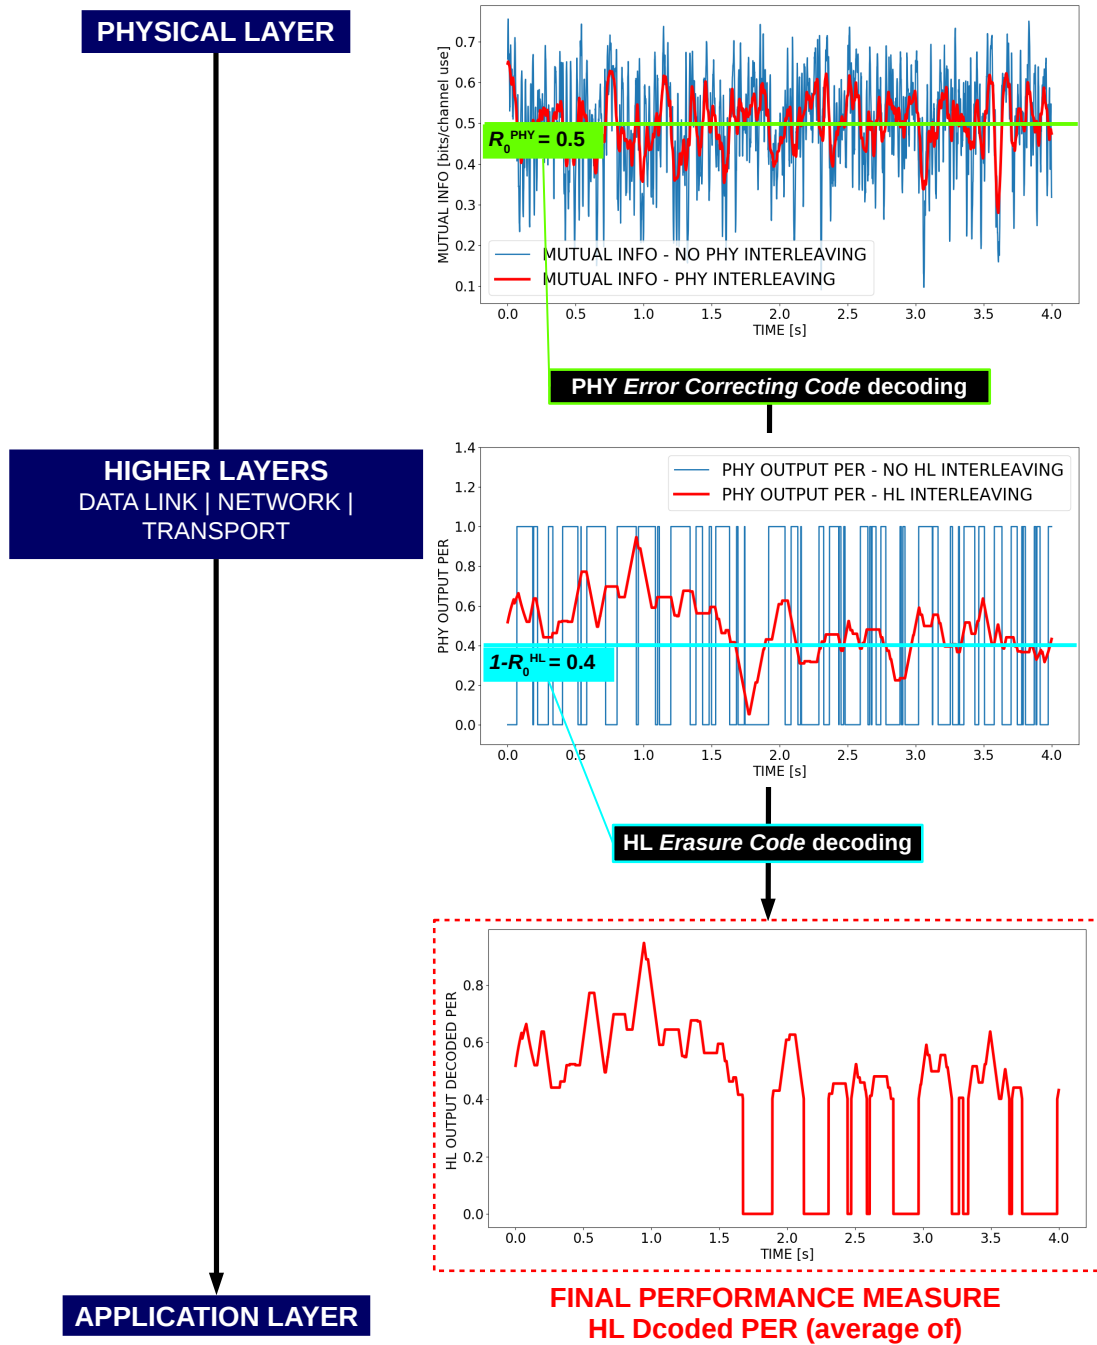 PHYSICAL LAYER
MUTUAL INFO [bits/channel use]
0.7
0.6
0.5
0.4
0.3
0.2
0.1
R₀ᴾᴴʸ = 0.5
MUTUAL INFO - NO PHY INTERLEAVING
MUTUAL INFO - PHY INTERLEAVING
0.0 0.5 1.0 1.5 2.0 2.5 3.0 3.5 4.0
TIME [s]
PHY Error Correcting Code decoding
HIGHER LAYERS
DATA LINK | NETWORK |
TRANSPORT
PHY OUTPUT PER
1.4
1.2
1.0
0.8
0.6
0.4
0.2
0.0
PHY OUTPUT PER - NO HL INTERLEAVING
PHY OUTPUT PER - HL INTERLEAVING
1-R₀ᴴᴸ = 0.4
0.0 0.5 1.0 1.5 2.0 2.5 3.0 3.5 4.0
TIME [s]
HL Erasure Code decoding
HL OUTPUT DECODED PER
0.8
0.6
0.4
0.2
0.0
0.0 0.5 1.0 1.5 2.0 2.5 3.0 3.5 4.0
TIME [s]
APPLICATION LAYER
FINAL PERFORMANCE MEASURE
HL Dcoded PER (average of)